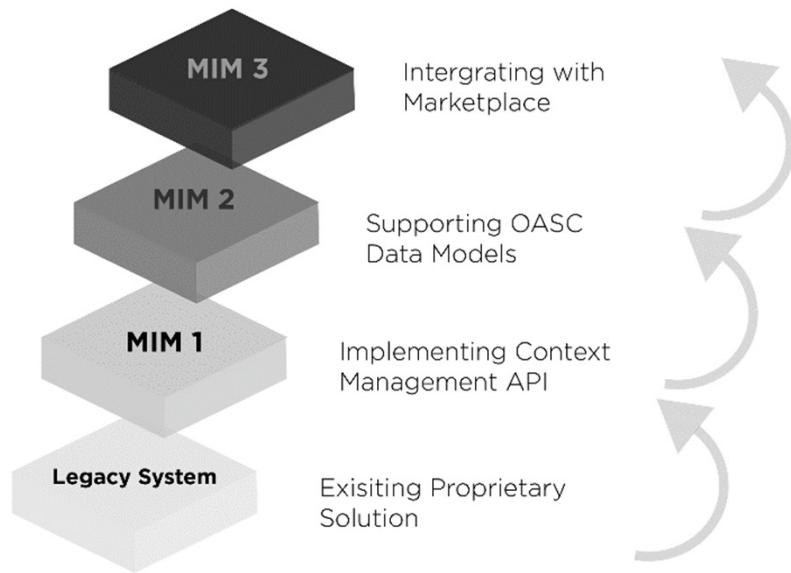 MIM 3
Intergrating with
Marketplace
MIM 2
Supporting OASC
Data Models
MIM 1
Implementing Context
Management API
Legacy System
Exisiting Proprietary
Solution